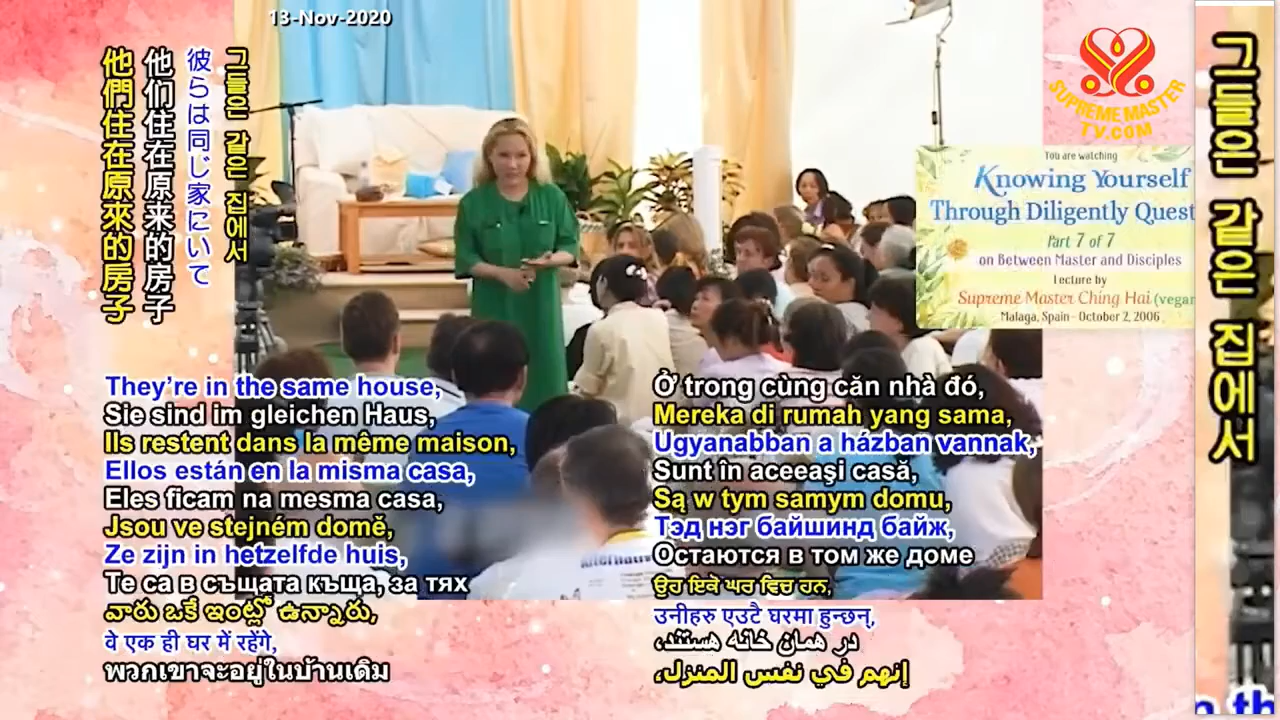 13-Nov-2020
그들은 같은 집에서
彼らは同じ家にいて
他们住在原来的房子
他們住在原來的房子
SUPREME MASTER
TV.COM
You are watching
Knowing Yourself
Through Diligently Quest
Part 7 of 7
on Between Master and Disciples
Lecture by
Supreme Master Ching Hai (vegan
Malaga, Spain - October 2, 2006
They're in the same house,
Sie sind im gleichen Haus,
Ils restent dans la même maison,
Ellos están en la misma casa,
Eles ficam na mesma casa,
Jsou ve stejném domě,
Ze zijn in hetzelfde huis,
Те са в същата къща, за тях
వారు ఒకే ఇంట్లో ఉన్నారు,
वे एक ही घर में रहेंगे,
พวกเขาจะอยู่ในบ้านเดิม
Ở trong cùng căn nhà đó,
Mereka di rumah yang sama,
Ugyanabban a házban vannak,
Sunt în aceeaşi casă,
Są w tym samym domu,
Тэд нэг байшинд байж,
Остаются в том же доме
ਉਹ ਇਕੋ ਘਰ ਵਿਚ ਹਨ,
उनीहरु एउटै घरमा हुन्छन्,
در همان خانه هستند،
إنهم في نفس المنزل،
그들은 같은 집에서
n th